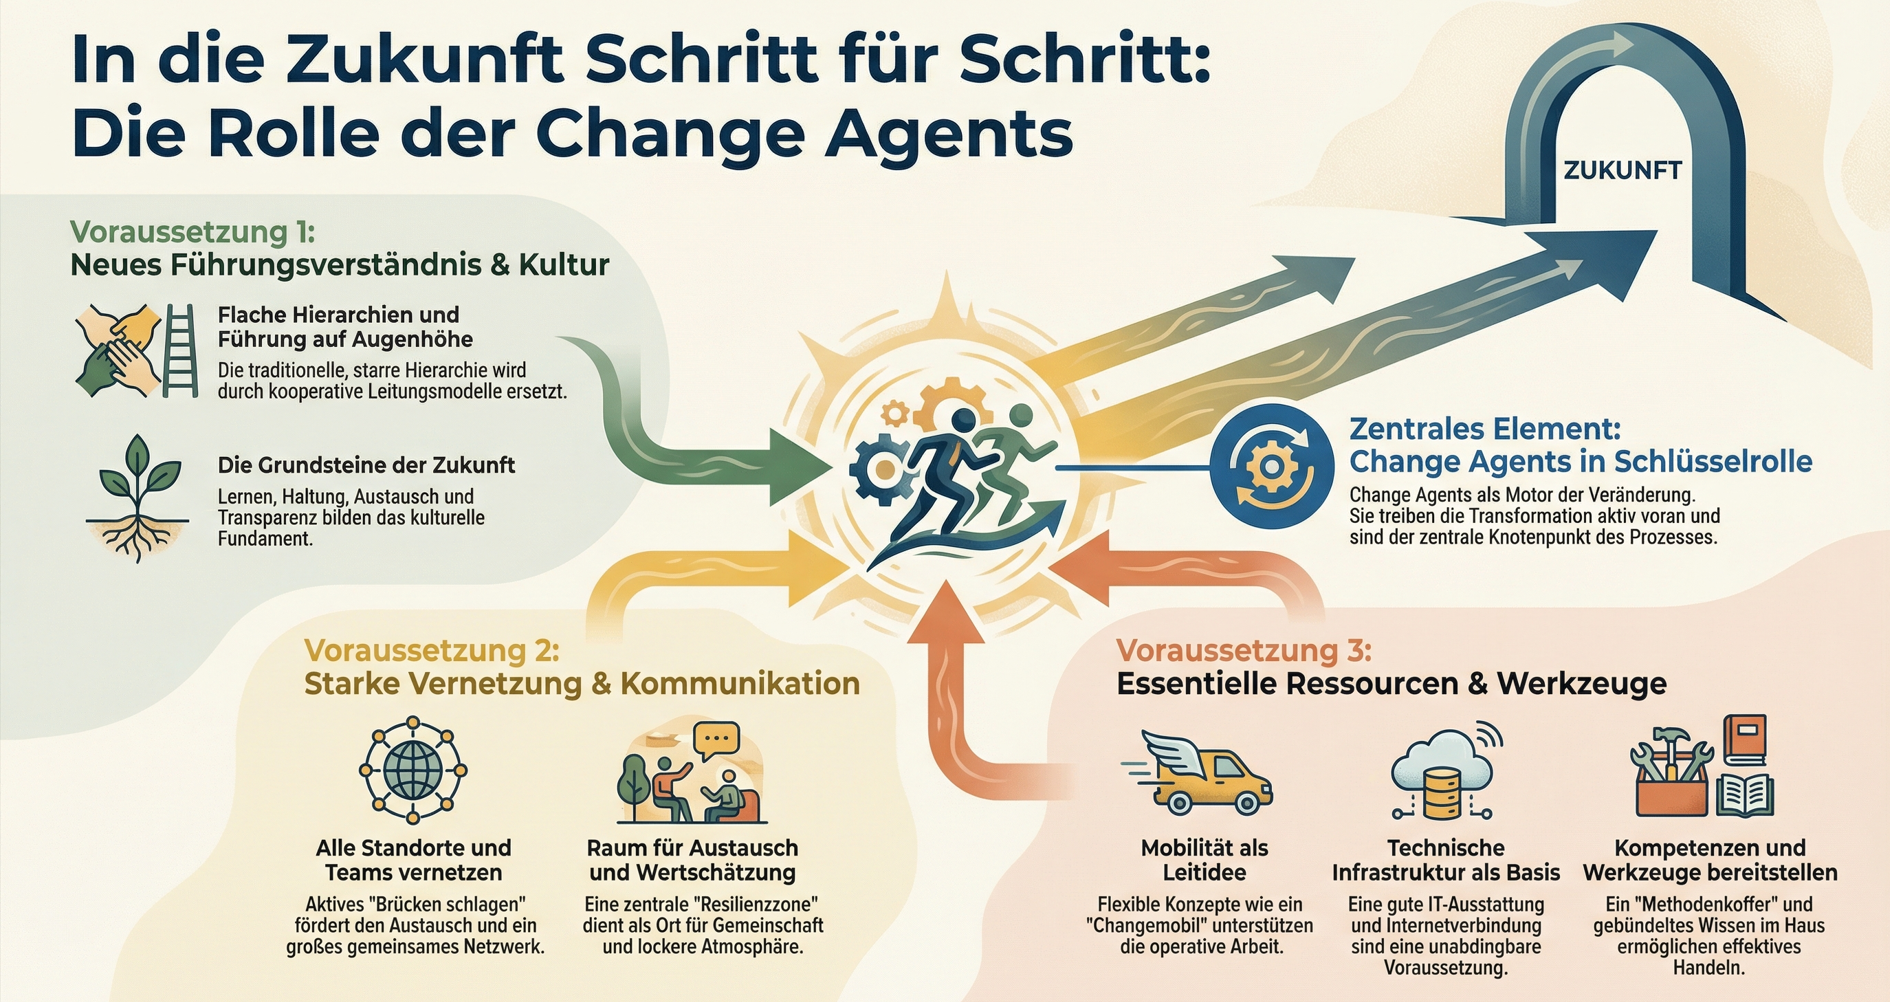 In die Zukunft Schritt für Schritt:
Die Rolle der Change Agents
ZUKUNFT
Voraussetzung 1:
Neues Führungsverständnis & Kultur
Flache Hierarchien und
Führung auf Augenhöhe
Die traditionelle, starre Hierarchie wird
durch kooperative Leitungsmodelle ersetzt.
Die Grundsteine der Zukunft
Lernen, Haltung, Austausch und
Transparenz bilden das kulturelle
Fundament.
Zentrales Element:
Change Agents in Schlüsselrolle
Change Agents als Motor der Veränderung.
Sie treiben die Transformation aktiv voran und
sind der zentrale Knotenpunkt des Prozesses.
Voraussetzung 2:
Starke Vernetzung & Kommunikation
Alle Standorte und
Teams vernetzen
Aktives "Brücken schlagen"
fördert den Austausch und ein
großes gemeinsames Netzwerk.
Raum für Austausch
und Wertschätzung
Eine zentrale "Resilienzzone"
dient als Ort für Gemeinschaft
und lockere Atmosphäre.
Voraussetzung 3:
Essentielle Ressourcen & Werkzeuge
Mobilität als
Leitidee
Flexible Konzepte wie ein
"Changemobil" unterstützen
die operative Arbeit.
Technische
Infrastruktur als Basis
Eine gute IT-Ausstattung
und Internetverbindung
sind eine unabdingbare
Voraussetzung.
Kompetenzen und
Werkzeuge bereitstellen
Ein "Methodenkoffer" und
gebündeltes Wissen im Haus
ermöglichen effektives
Handeln.